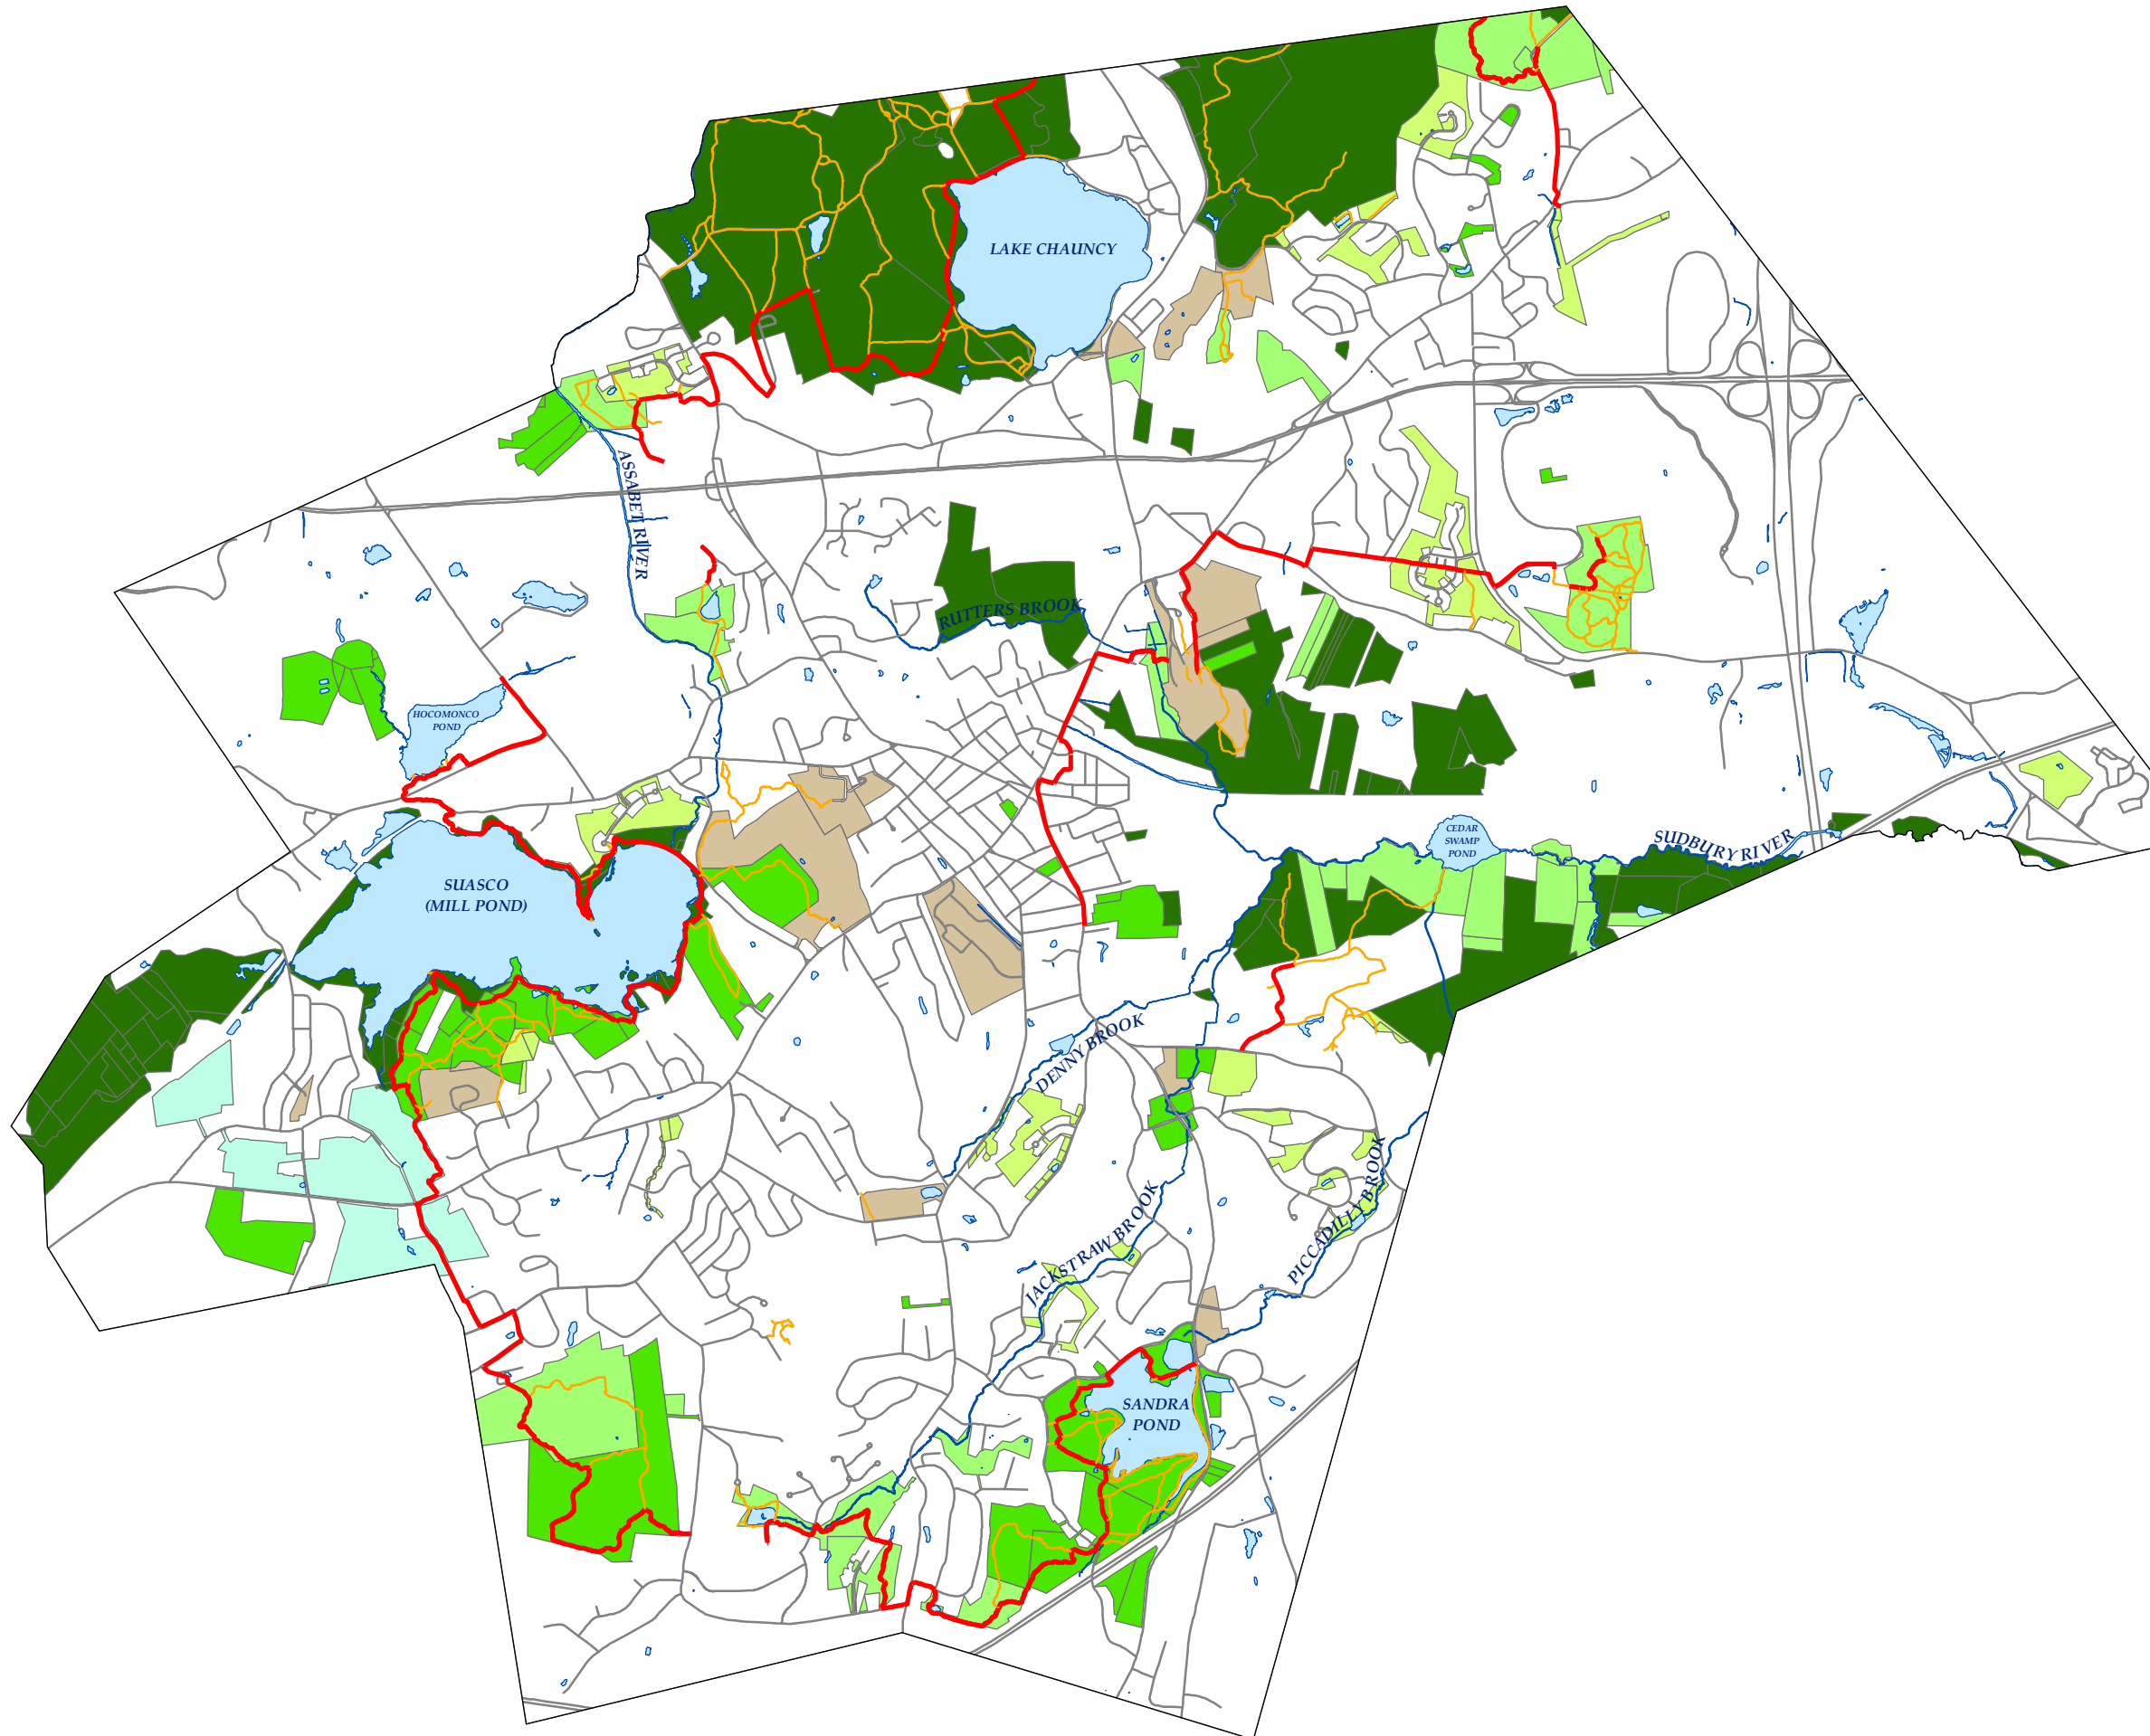 LAKE CHAUNCY
ASSABET RIVER
RUTTERS BROOK
HOCOMONCO
POND
CEDAR
SWAMP
POND
SUDBURY RIVER
SUASCO
(MILL POND)
DENNY BROOK
JACKSTRAW BROOK
PICCADILLY BROOK
SANDRA
POND